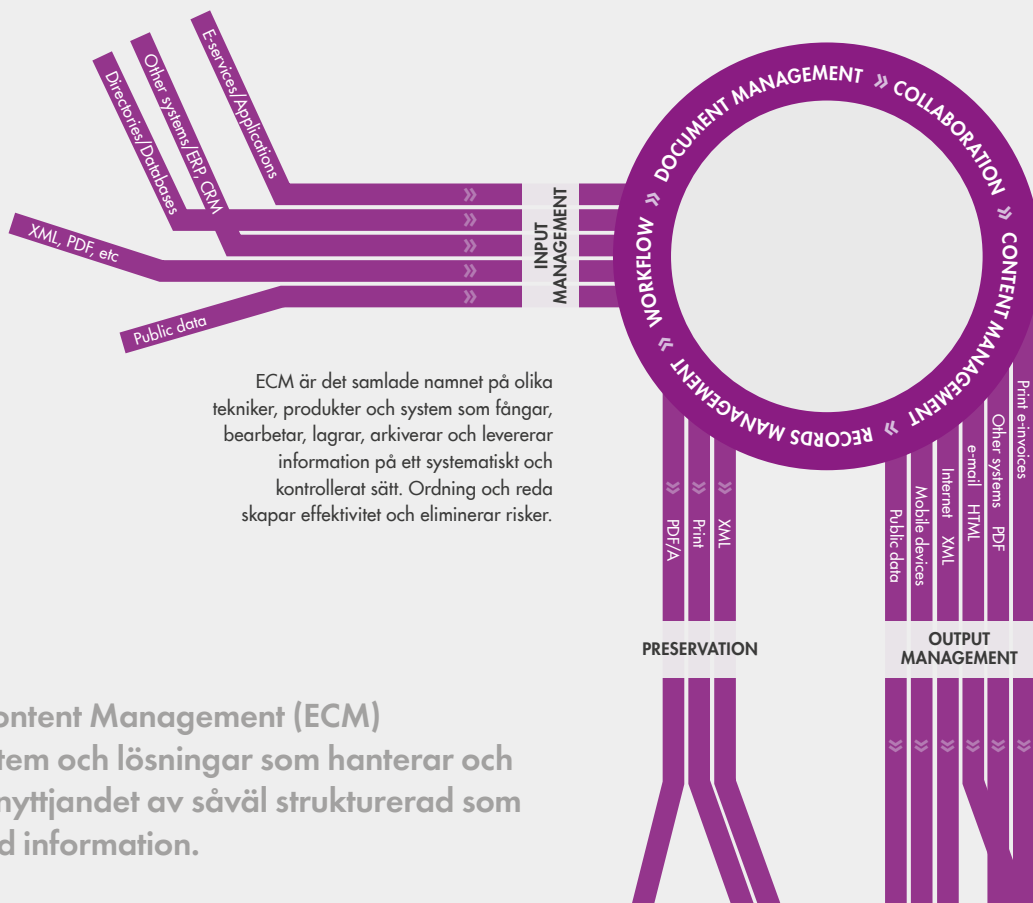 E-services/Applications
Other systems/ERP, CRM
Directories/Databases
XML, PDF, etc
Public data
INPUT
MANAGEMENT
WORKFLOW » DOCUMENT MANAGEMENT » COLLABORATION » CONTENT MANAGEMENT » RECORDS MANAGEMENT »
ECM är det samlade namnet på olika
tekniker, produkter och system som fångar,
bearbetar, lagrar, arkiverar och levererar
information på ett systematiskt och
kontrollerat sätt. Ordning och reda
skapar effektivitet och eliminerar risker.
PDF/A
Print
XML
Public data
Mobile devices
Internet XML
e-mail HTML
Other systems PDF
Print e-invoices
PRESERVATION
OUTPUT
MANAGEMENT
ontent Management (ECM)
tem och lösningar som hanterar och
nyttjandet av såväl strukturerad som
d information.